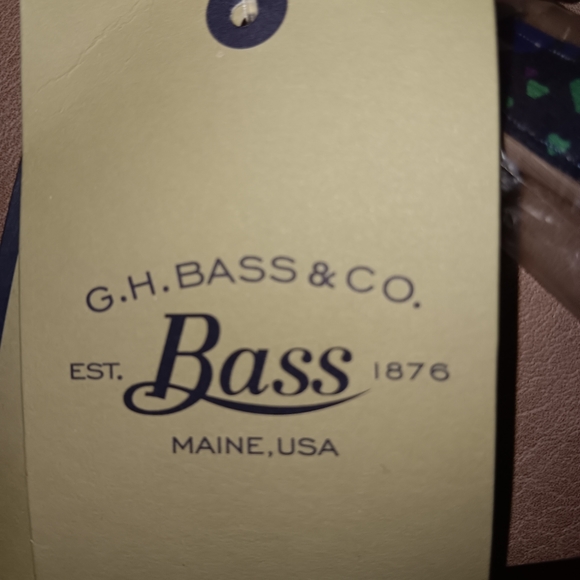 G.H.BASS & CO.
EST. Bass 1876
MAINE, USA